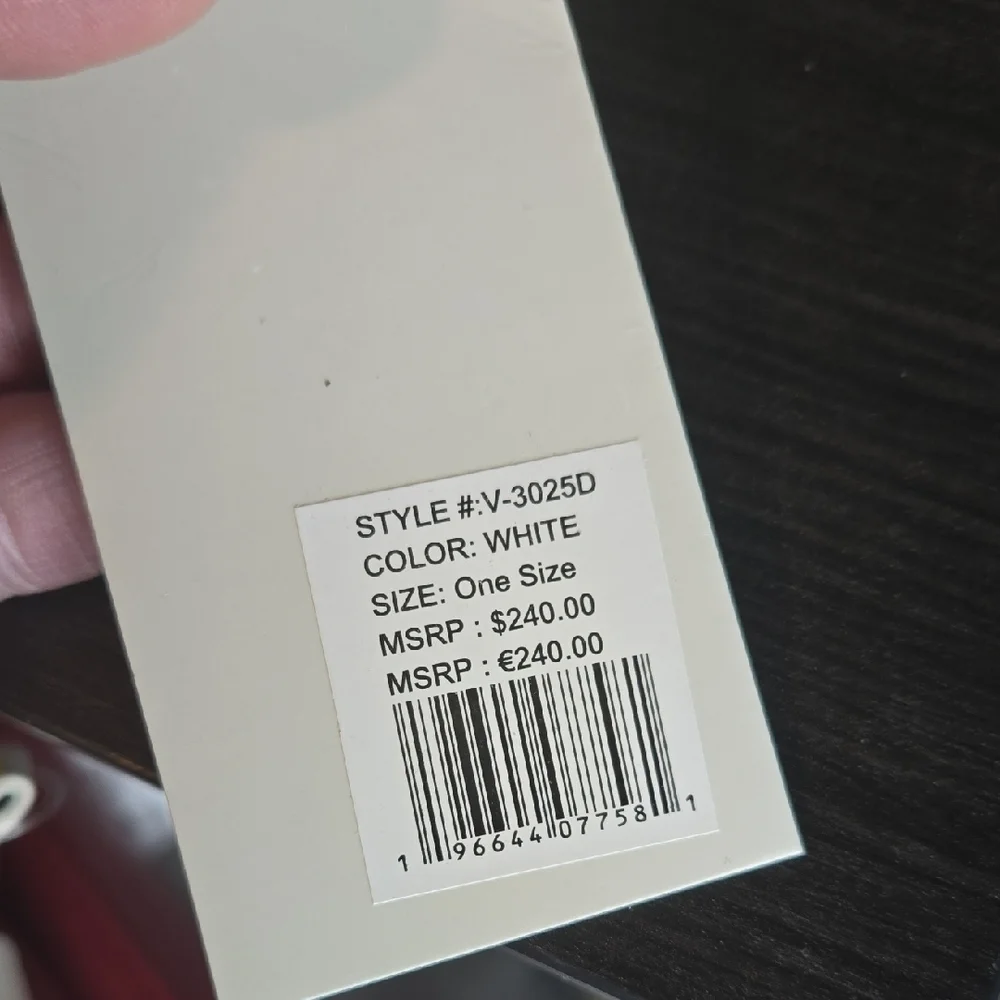 STYLE #:V-3025D
COLOR: WHITE
SIZE: One Size
MSRP : $240.00
MSRP : €240.00
1 96644 07758 1